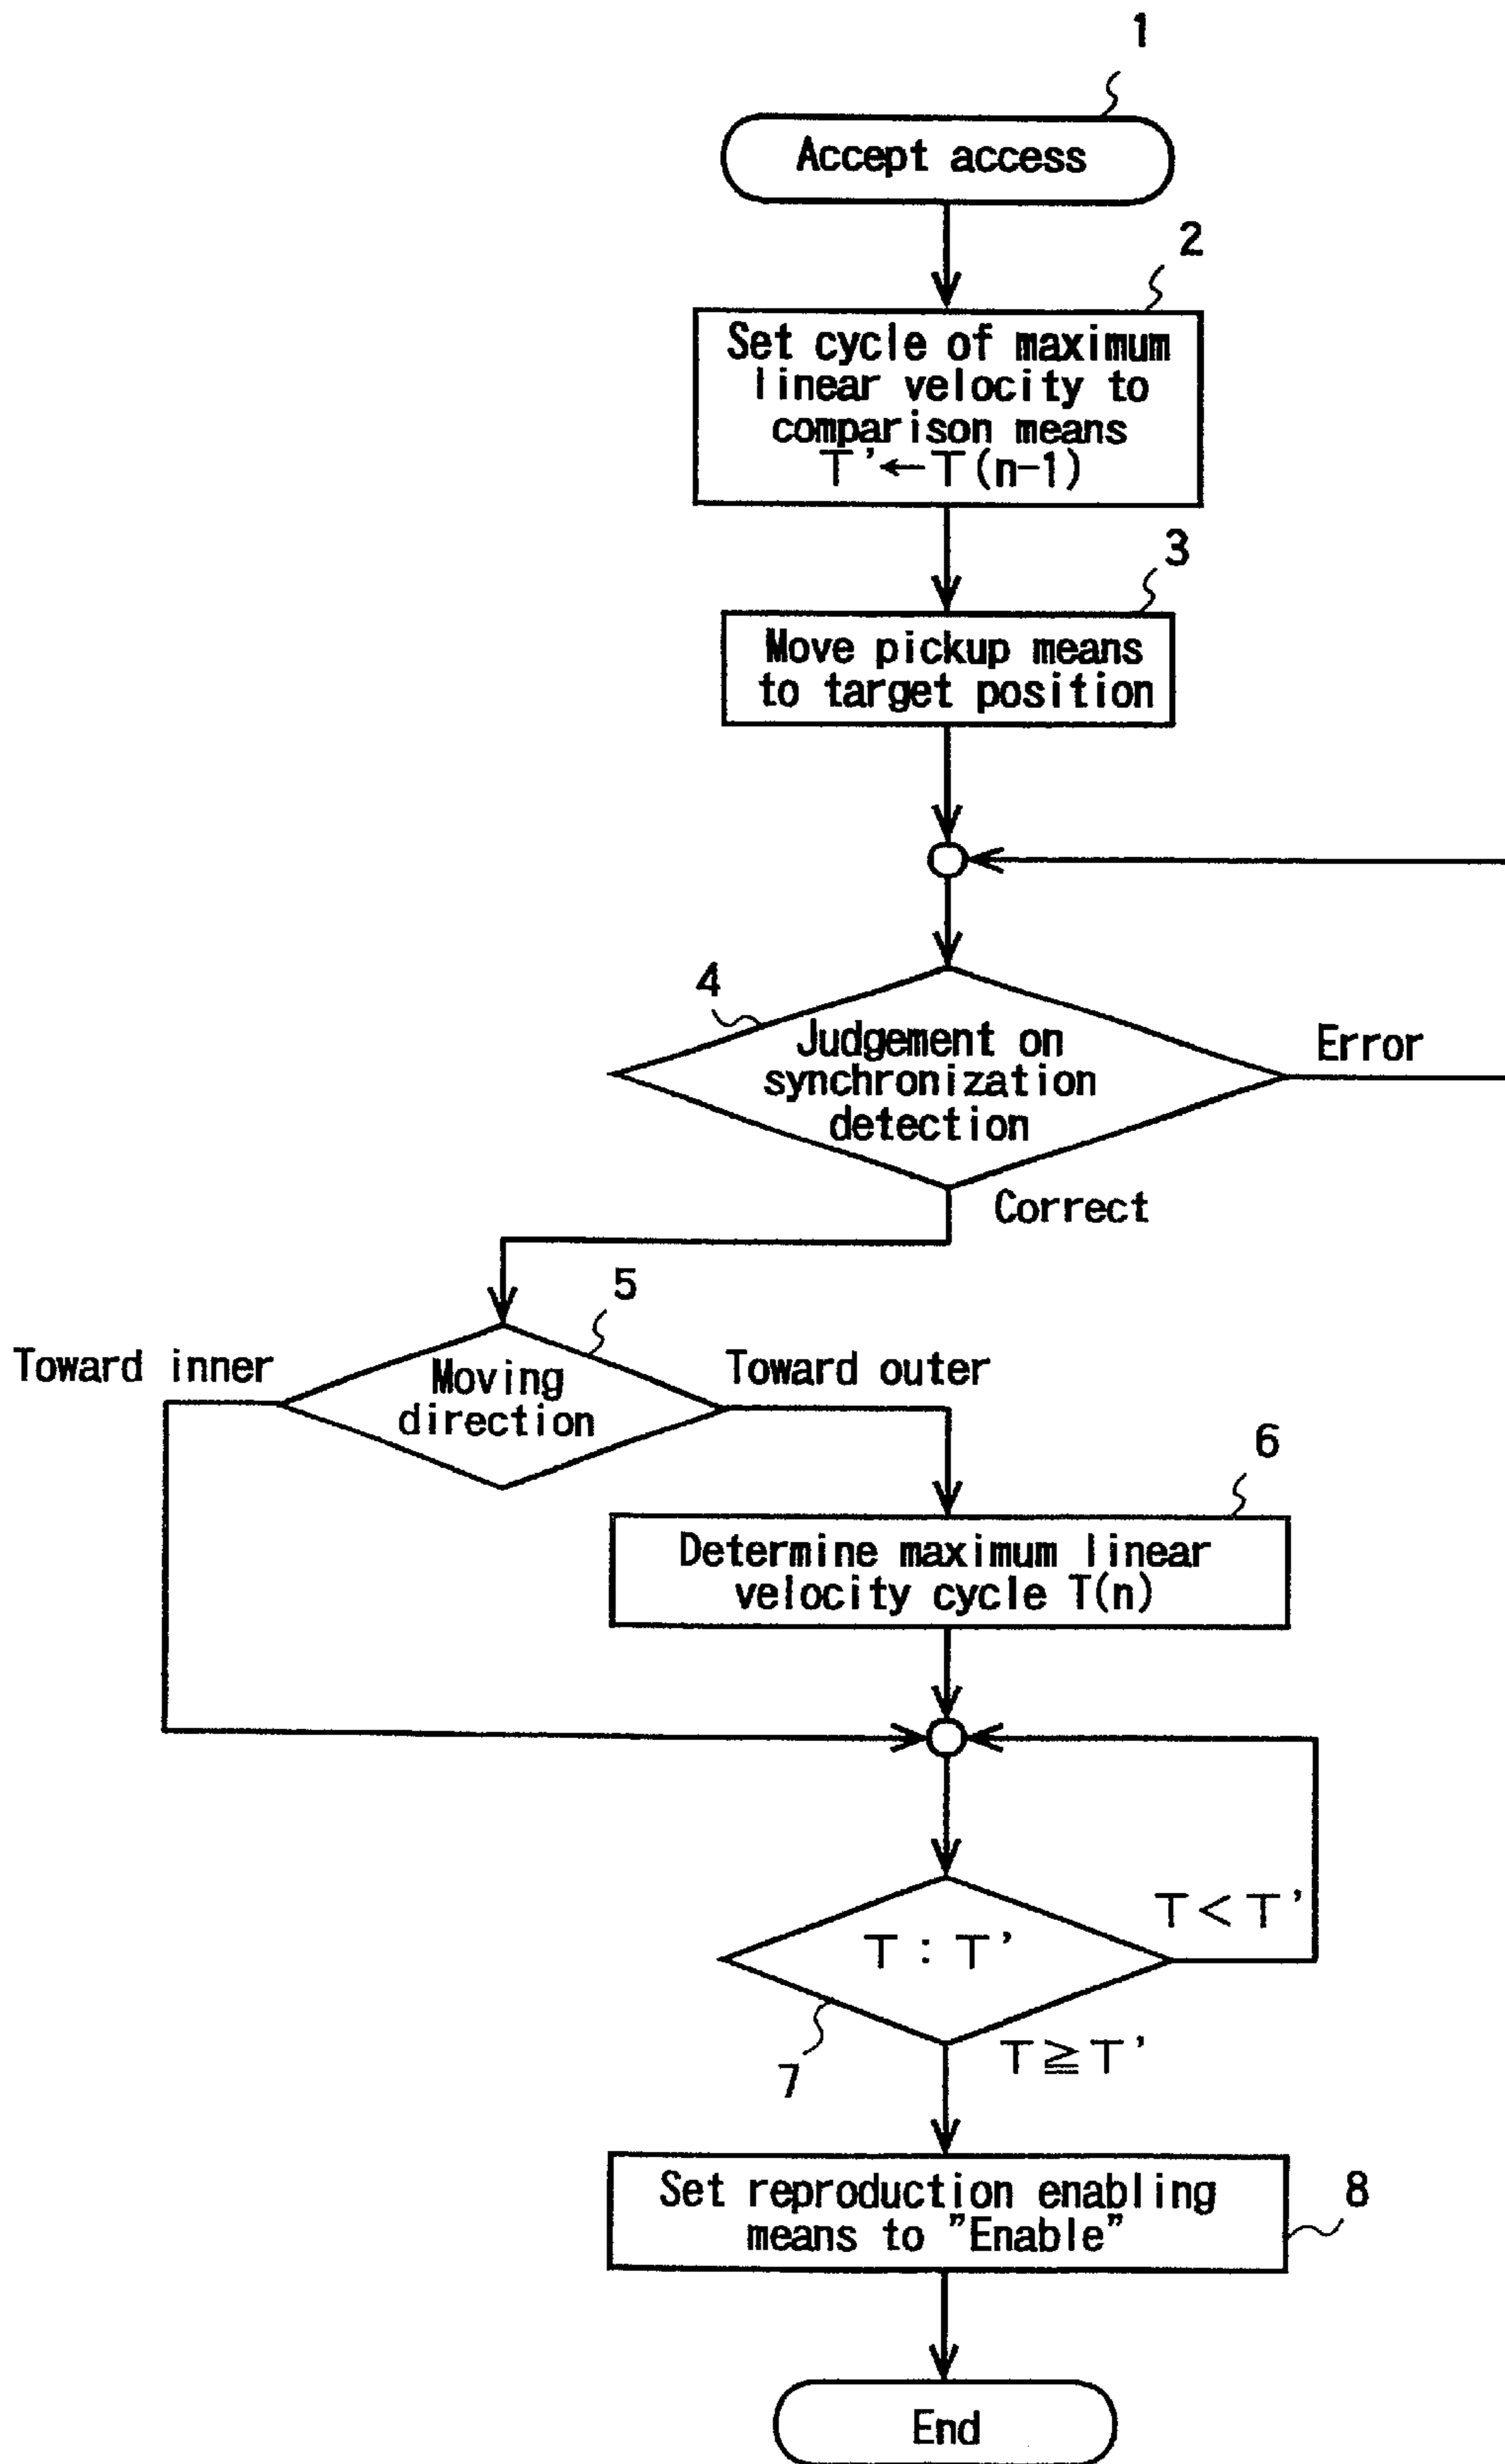 1
Accept access
2
Set cycle of maximum
linear velocity to
comparison means
T'←T(n-1)
3
Move pickup means
to target position
4
Judgement on
synchronization
detection
Error
Correct
5
Toward inner
Moving
direction
Toward outer
6
Determine maximum linear
velocity cycle T(n)
T<T'
T : T'
7
T≧T'
Set reproduction enabling
means to "Enable"
8
End